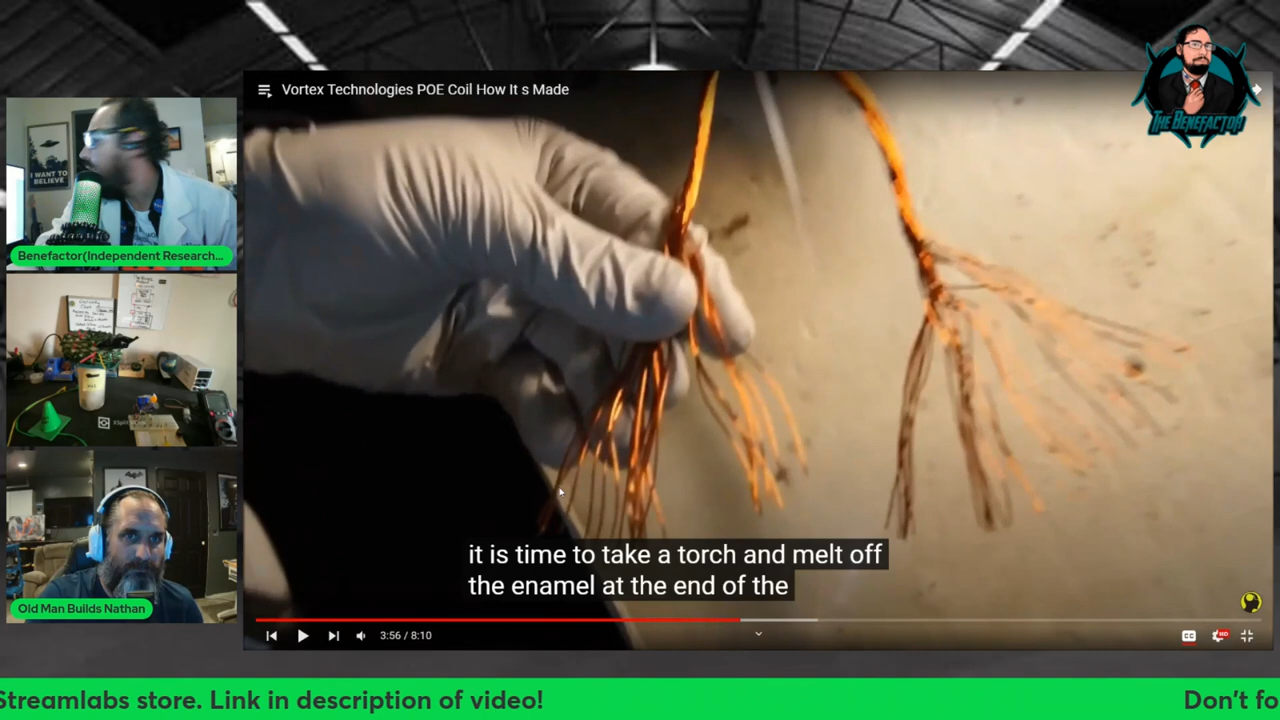 Vortex Technologies POE Coil How It s Made
THE BENEFACTOR
I WANT TO
BELIEVE
Benefactor(Independent Research...
Old Man Builds Nathan
it is time to take a torch and melt off
the enamel at the end of the
3:56 / 8:10
CC
HD
Streamlabs store. Link in description of video!
Don't fo